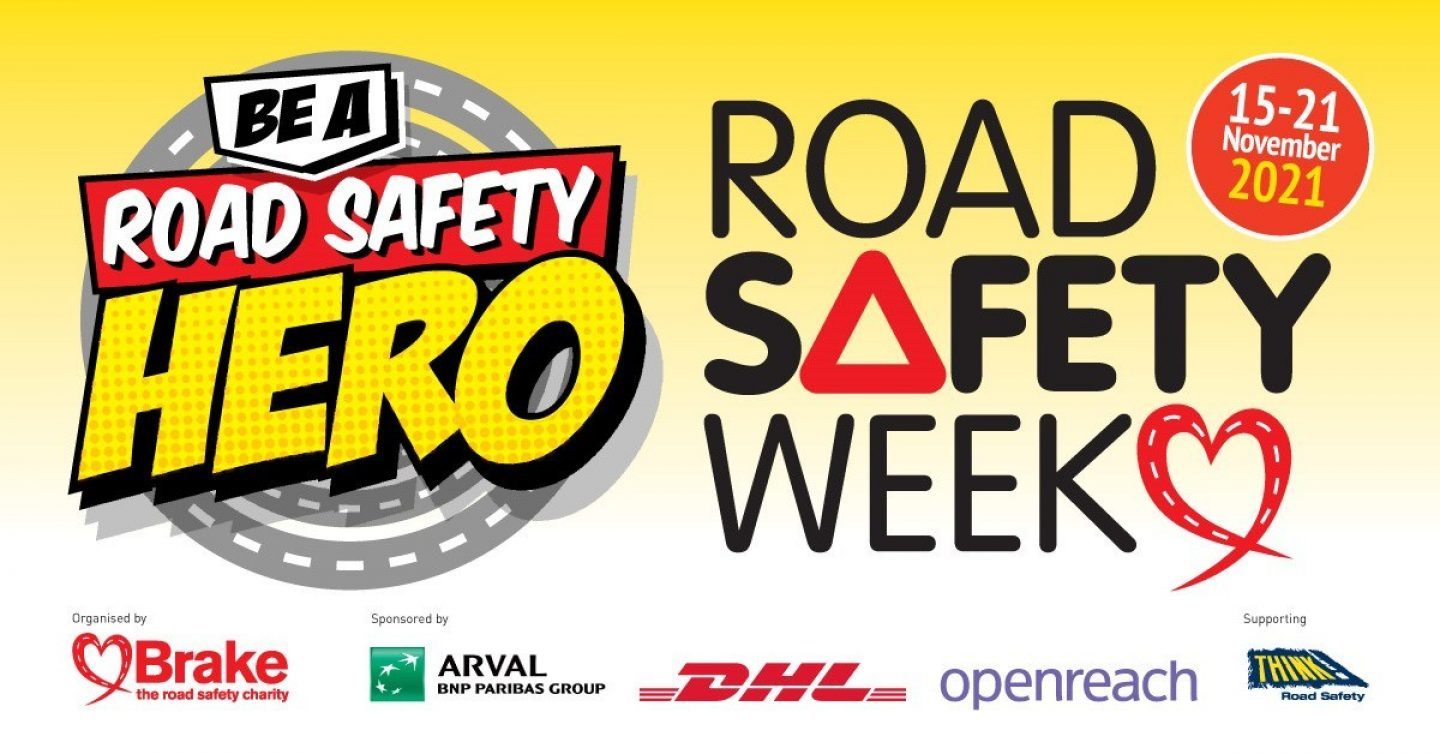 BE A
ROAD SAFETY
HERO
ROAD
SAFETY
WEEK
15-21
November
2021
Organised by
Brake
the road safety charity
Sponsored by
ARVAL
BNP PARIBAS GROUP
DHL
openreach
Supporting
THINK!
Road Safety